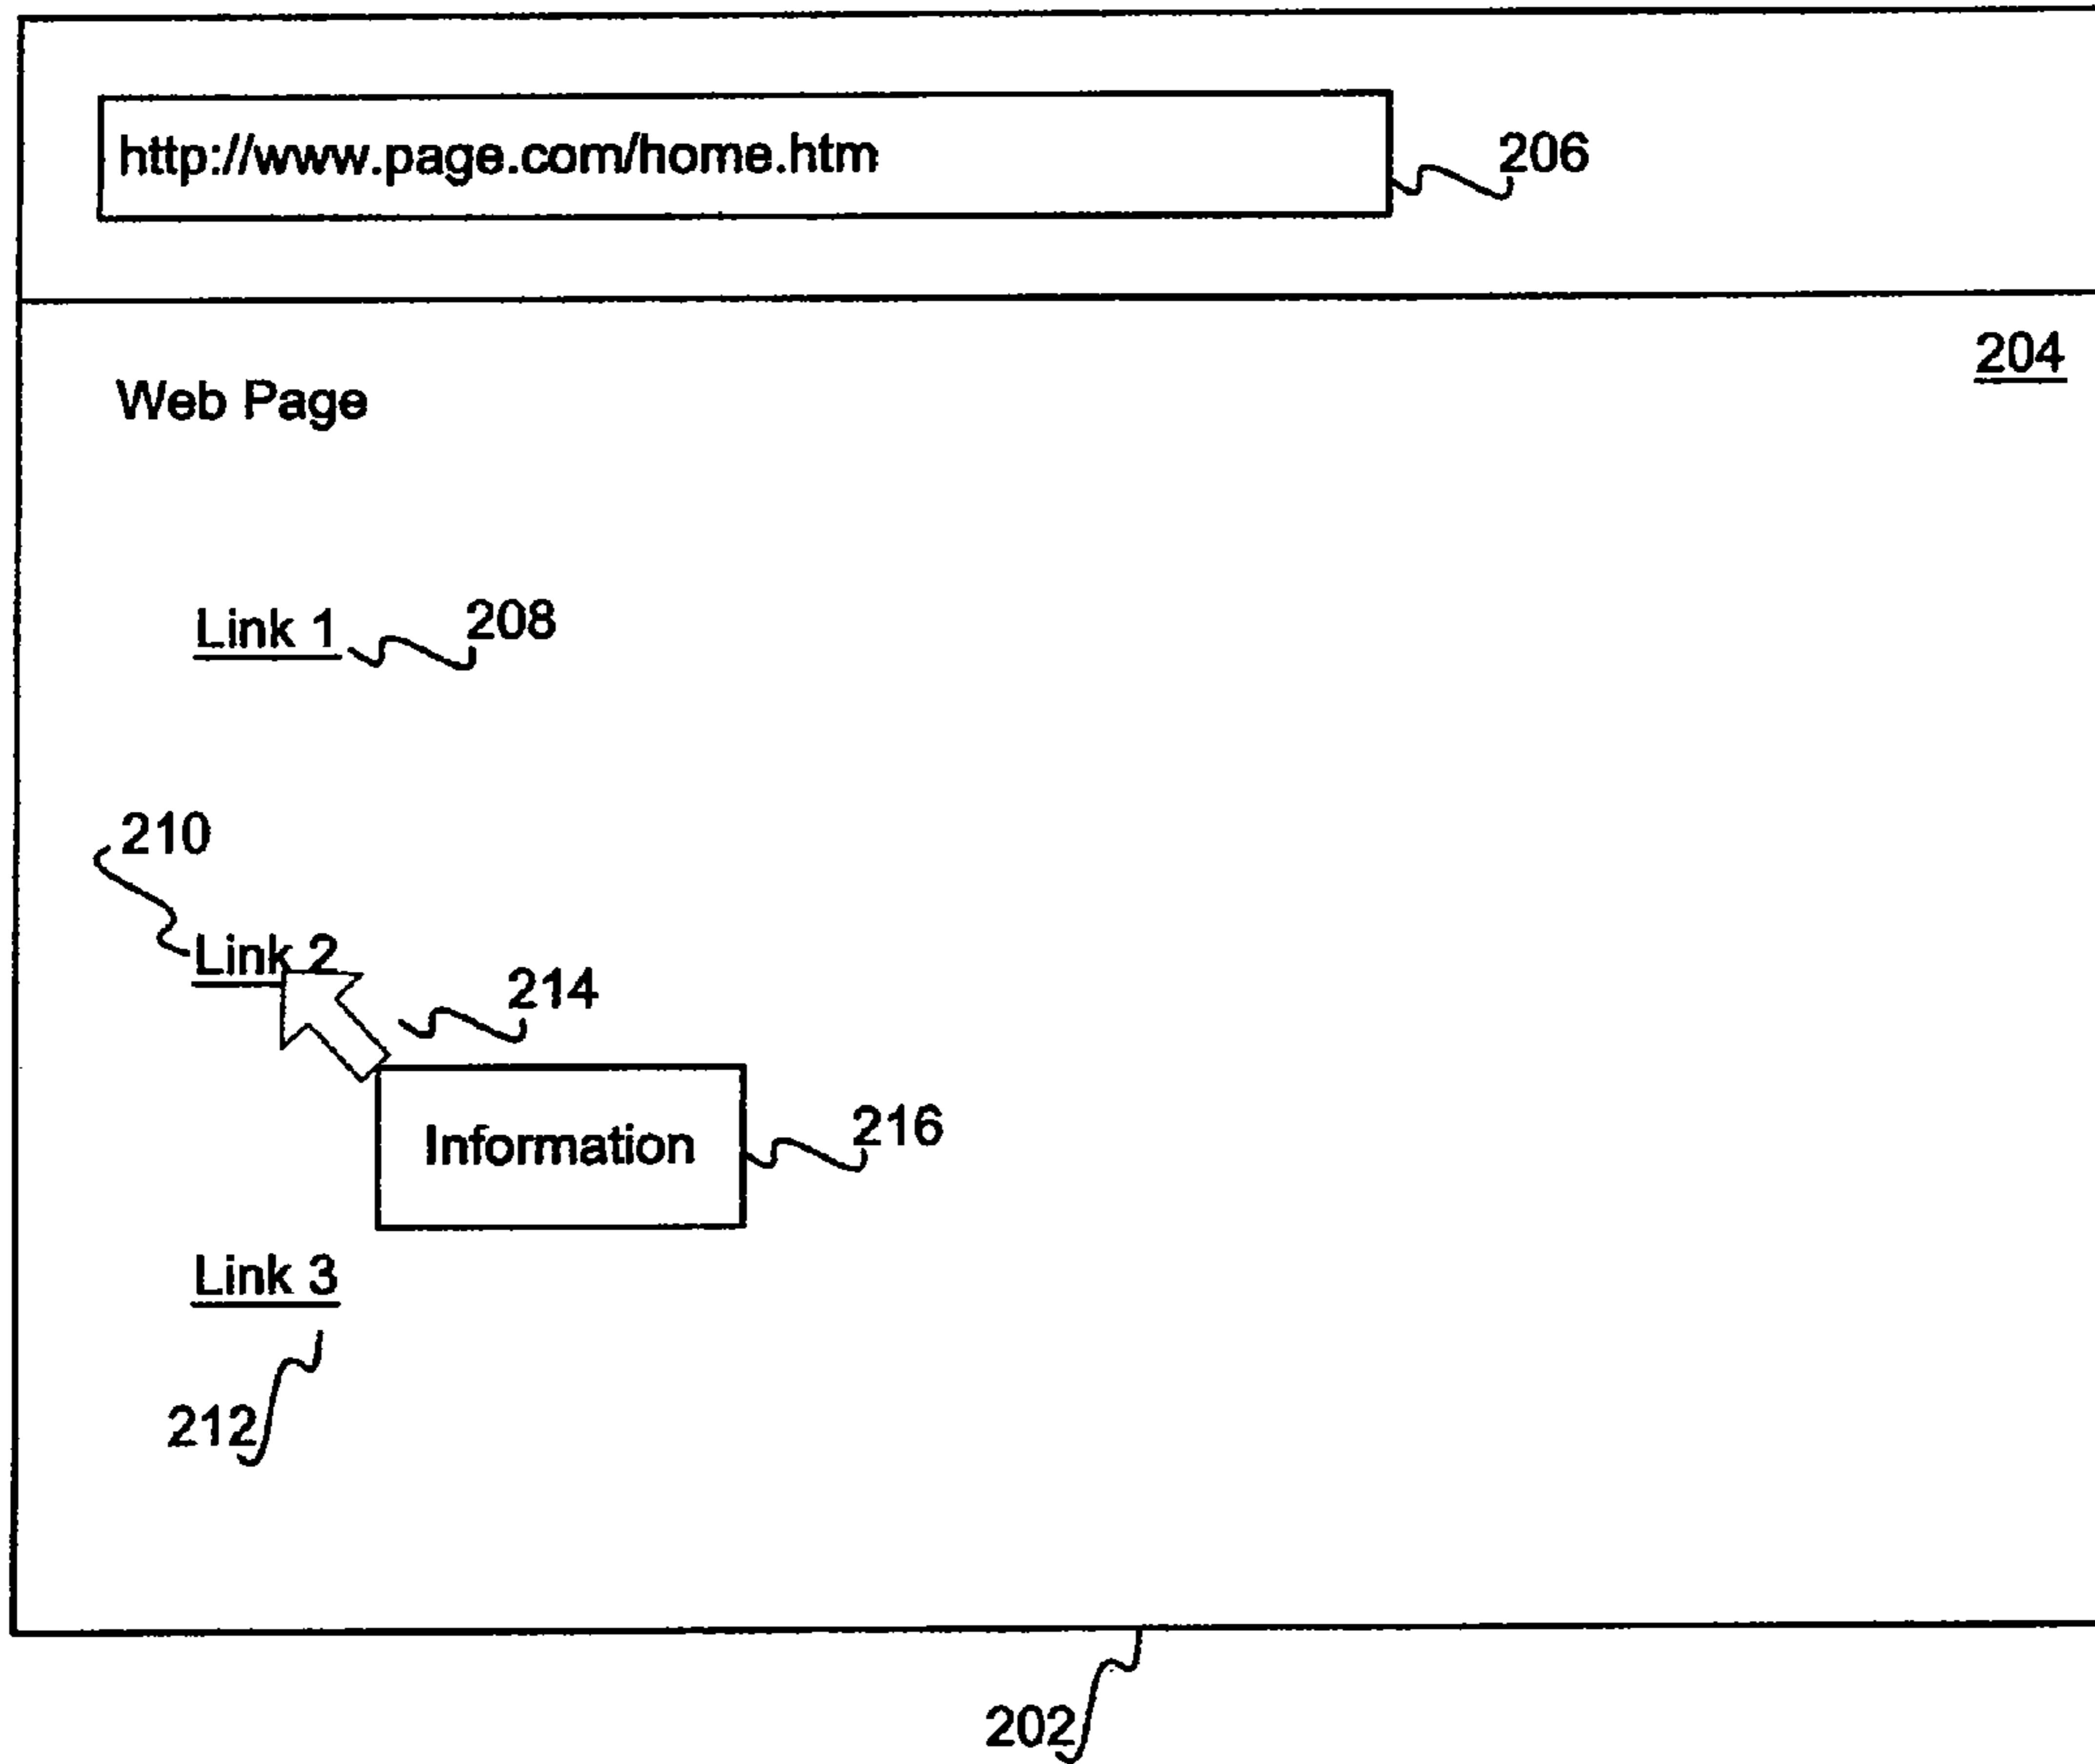 http://www.page.com/home.htm
206
204
Web Page
Link 1
208
210
Link 2
214
Information
216
Link 3
212
202